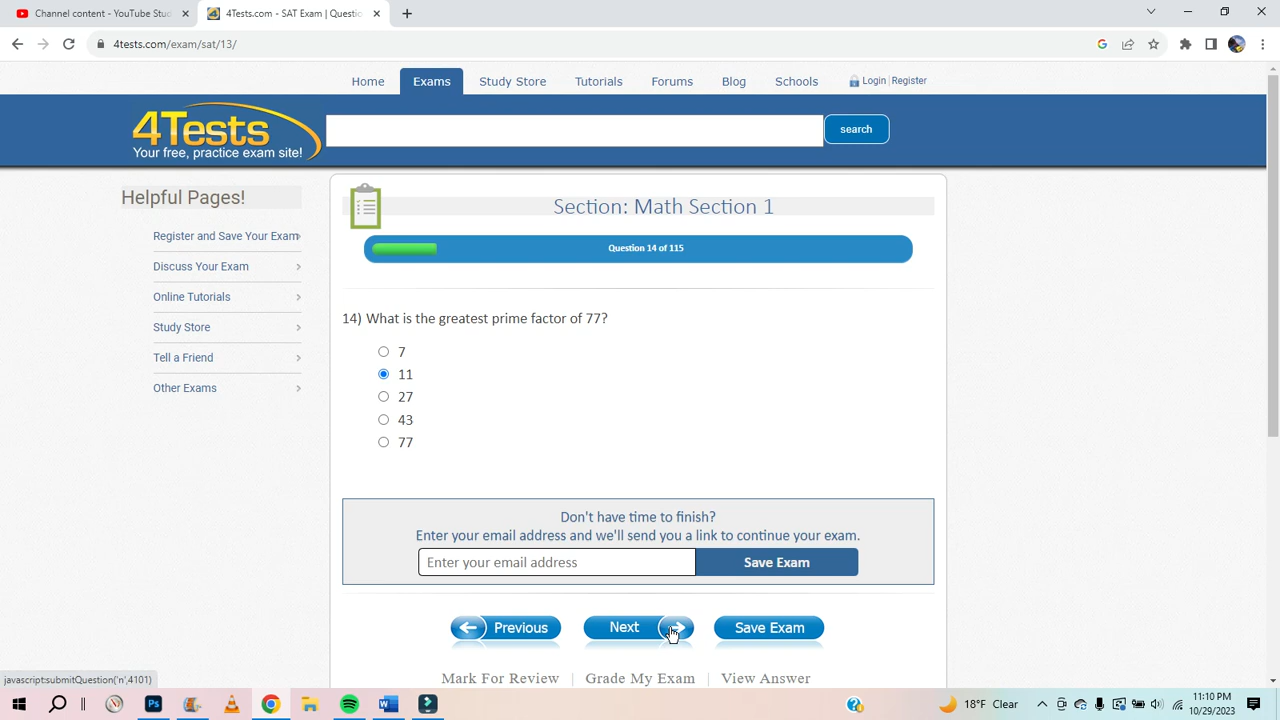 Channel content - YouTube Stud
4Tests.com - SAT Exam | Questio
4tests.com/exam/sat/13/
Home
Exams
Study Store
Tutorials
Forums
Blog
Schools
Login
Register
4Tests
Your free, practice exam site!
search
Helpful Pages!
Register and Save Your Exam
Discuss Your Exam
Online Tutorials
Study Store
Tell a Friend
Other Exams
Section: Math Section 1
Question 14 of 115
14) What is the greatest prime factor of 77?
7
11
27
43
77
Don't have time to finish?
Enter your email address and we'll send you a link to continue your exam.
Enter your email address
Save Exam
Previous
Next
Save Exam
Mark For Review | Grade My Exam | View Answer
javascript:submitQuestion('n',4101)
18°F Clear
11:10 PM
10/29/2023